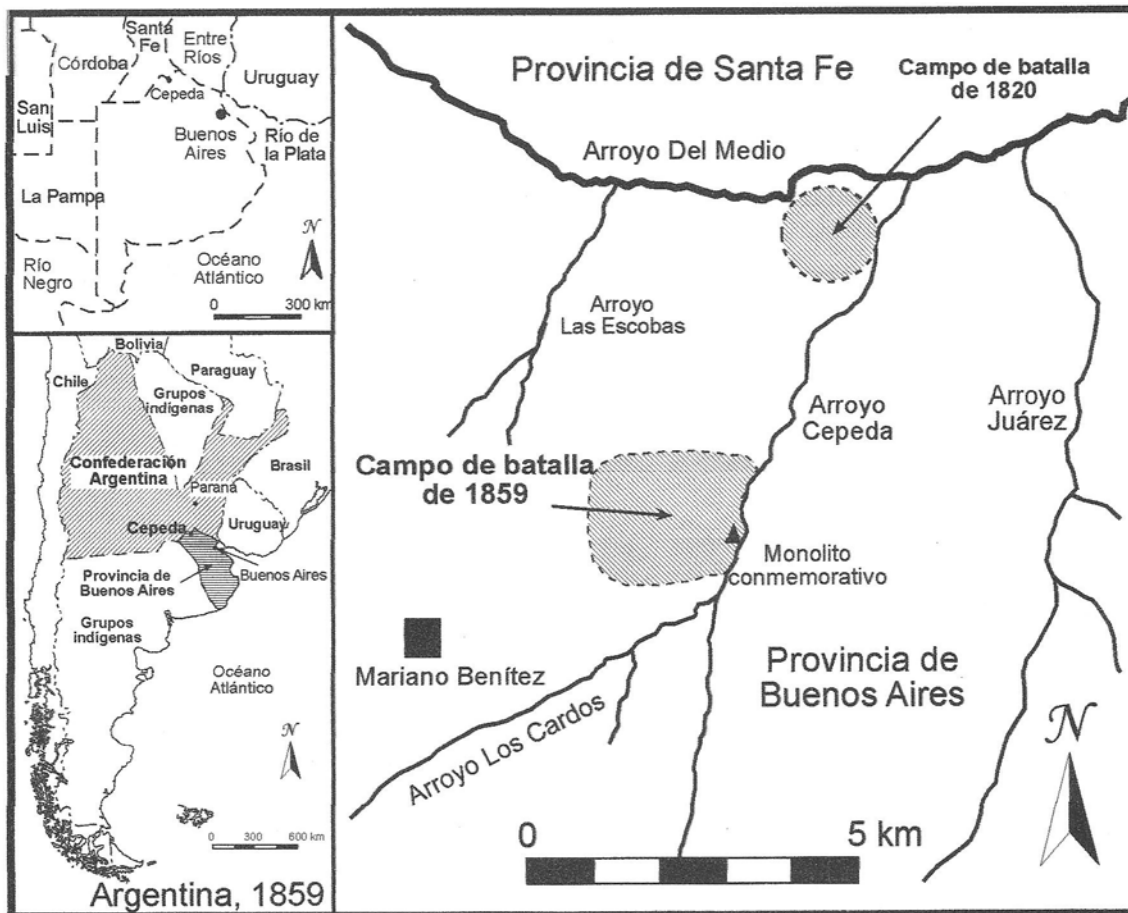 Santa
Fe
Entre
Ríos
Córdoba
Cepeda
Uruguay
San
Luis
Buenos
Aires
Río de
la Plata
La Pampa
N
Río
Negro
Océano
Atlántico
0 300 km
Bolivia
Chile
Paraguay
Grupos
indígenas
Confederación
Argentina
Brasil
Paraná
Cepeda
Uruguay
Provincia de
Buenos Aires
Buenos Aires
Grupos
indígenas
Océano
Atlántico
N
0 300 600 km
Argentina, 1859
Provincia de Santa Fe
Campo de batalla
de 1820
Arroyo Del Medio
Arroyo
Las Escobas
Arroyo
Cepeda
Arroyo
Juárez
Campo de batalla
de 1859
Monolito
conmemorativo
Mariano Benítez
Provincia de
Buenos Aires
Arroyo Los Cardos
N
0 5 km